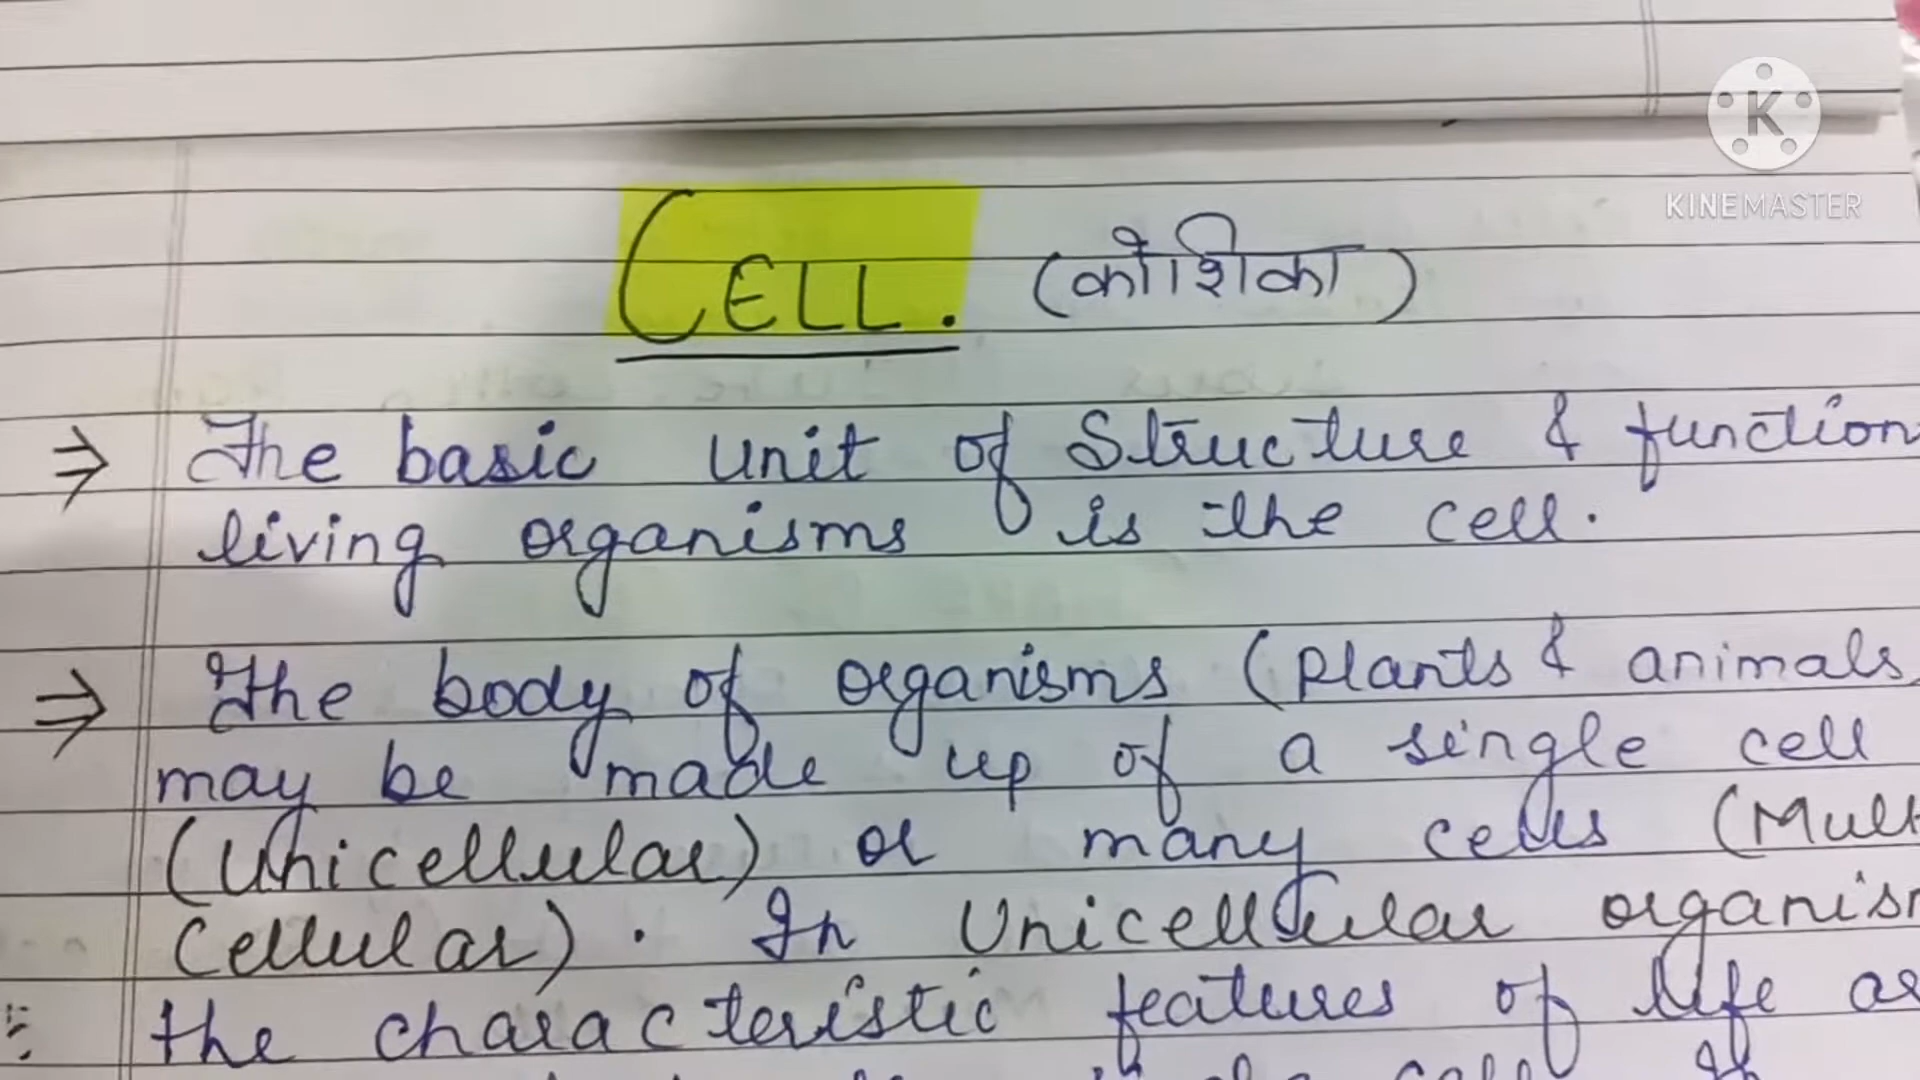 K
KINEMASTER
CELL. (कोशिका)
⇒ The basic unit of Structure & function
living organisms is the cell.
⇒ The body of organisms (Plants & animals
may be made up of a single cell
(Unicellular) or many cells (Mult
Cellular). In Unicellular organism
the characteristic features of life